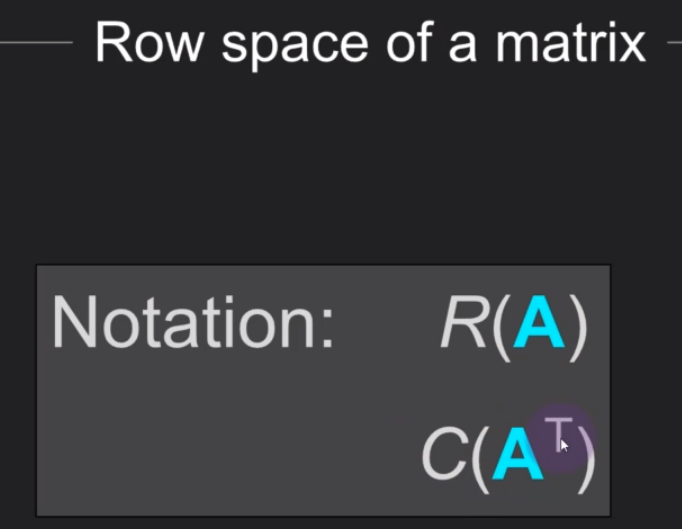 Row space of a matrix
Notation: R(A)
C(Aᵀ)